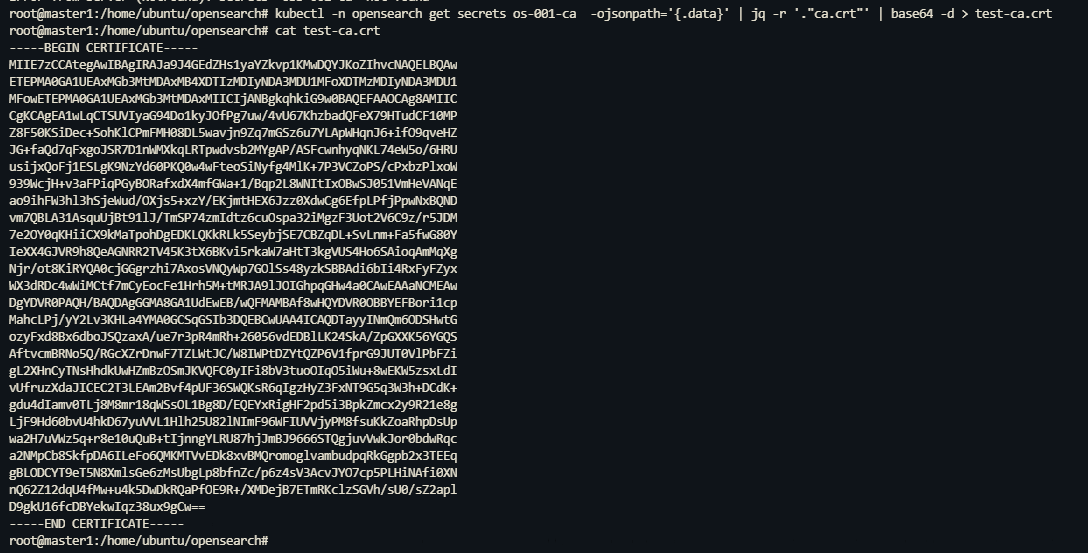 root@master1:/home/ubuntu/opensearch# kubectl -n opensearch get secrets os-001-ca  -ojsonpath='{.data}' | jq -r '."ca.crt"' | base64 -d > test-ca.crt
root@master1:/home/ubuntu/opensearch# cat test-ca.crt
-----BEGIN CERTIFICATE-----
MIIE7zCCAtegAwIBAgIRAJa9J4GEdZHs1yaYZkvp1KMwDQYJKoZIhvcNAQELBQAw
ETEPMA0GA1UEAxMGb3MtMDAxMB4XDTIzMDIyNDA3MDU1MFoXDTMzMDIyNDA3MDU1
MFowETEPMA0GA1UEAxMGb3MtMDAxMIICIjANBgkqhkiG9w0BAQEFAAOCAg8AMIIC
CgKCAgEA1wLqCTSUVIyaG94Do1kyJOfPg7uw/4vU67KhzbadQFeX79HTudCF10MP
Z8F50KSiDec+SohKlCPmFMH08DL5wavjn9Zq7mGSz6u7YLApWHqnJ6+ifO9qveHZ
JG+faQd7qFxgoJSR7D1nWMXkqLRTpwdvsb2MYgAP/ASFcwnhyqNKL74eW5o/6HRU
usijxQoFj1ESLgK9NzYd60PKQ0w4wFteoSiNyfg4MlK+7P3VCZoPS/cPxbzPlxoW
939WcjH+v3aFPiqPGyBORafxdX4mfGWa+1/Bqp2L8WNItIxOBwSJ051VmHeVANqE
ao9ihFW3hl3hSjeWud/OXjs5+xzY/EKjmtHEX6Jzz0XdwCg6EfpLPfjPpwNxBQND
vm7QBLA31AsquUjBt91lJ/TmSP74zmIdtz6cuOspa32iMgzF3Uot2V6C9z/r5JDM
7e2OY0qKHiiCX9kMaTpohDgEDKLQKkRLk5SeybjSE7CBZqDL+SvLnm+Fa5fwG80Y
IeXX4GJVR9h8QeAGNRR2TV45K3tX6BKvi5rkaW7aHtT3kgVUS4Ho6SAioqAmMqXg
Njr/ot8KiRYQA0cjGGgrzhi7AxosVNQyWp7GOlSs48yzkSBBAdi6bIi4RxFyFZyx
WX3dRDc4wWiMCtf7mCyEocFe1Hrh5M+tMRJA9lJOIGhpqGHw4a0CAwEAAaNCMEAw
DgYDVR0PAQH/BAQDAgGGMA8GA1UdEwEB/wQFMAMBAf8wHQYDVR0OBBYEFBori1cp
MahcLPj/yY2Lv3KHLa4YMA0GCSqGSIb3DQEBCwUAA4ICAQDTayyINmQm6ODSHwtG
ozyFxd8Bx6dboJSQzaxA/ue7r3pR4mRh+26056vdEDBlLK24SkA/ZpGXXK56YGQS
AftvcmBRNo5Q/RGcXZrDnwF7TZLWtJC/W8IWPtDZYtQZP6V1fprG9JUT0VlPbFZi
gL2XHnCyTNsHhdkUwHZmBzOSmJKVQFC0yIFi8bV3tuoOIqO5iWu+8wEKW5zsxLdI
vUfruzXdaJICEC2T3LEAm2Bvf4pUF36SWQKsR6qIgzHyZ3FxNT9G5q3W3h+DCdK+
gdu4dIamv0TLj8M8mr18qWSsOL1Bg8D/EQEYxRigHF2pd5i3BpkZmcx2y9R21e8g
LjF9Hd60bvU4hkD67yuVVL1Hlh25U82lNImF96WFIUVVjyPM8fsuKkZoaRhpDsUp
wa2H7uVWz5q+r8e10uQuB+tIjnngYLRU87hjJmBJ9666STQgjuvVwkJor0bdwRqc
a2NMpCb8SkfpDA6ILeFo6QMKMTVvEDk8xvBMQromoglvambudpqRkGgpb2x3TEEq
gBLODCYT9eT5N8XmlsGe6zMsUbgLp8bfnZc/p6z4sV3AcvJYO7cp5PLHiNAfi0XN
nQ62Z12dqU4fMw+u4k5DwDkRQaPfOE9R+/XMDejB7ETmRKclzSGVh/sU0/sZ2apl
D9gkU16fcDBYekwIqz38ux9gCw==
-----END CERTIFICATE-----
root@master1:/home/ubuntu/opensearch#